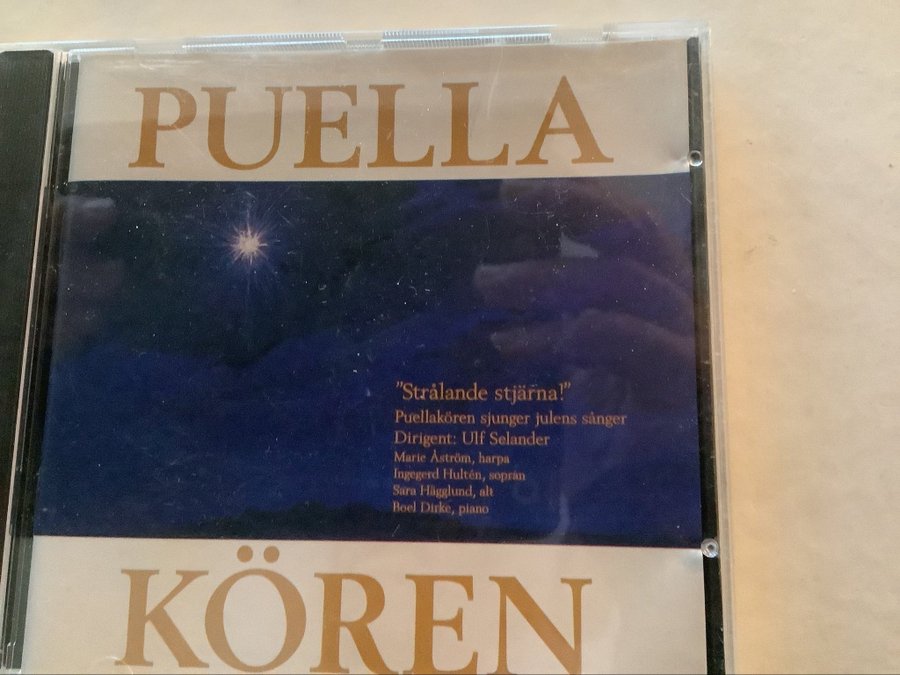 PUELLA
"Strålande stjärna!"
Puellakören sjunger julens sånger
Dirigent: Ulf Selander
Marie Åström, harpa
Ingegerd Hultén, sopran
Sara Hägglund, alt
Boel Dirke, piano
KÖREN